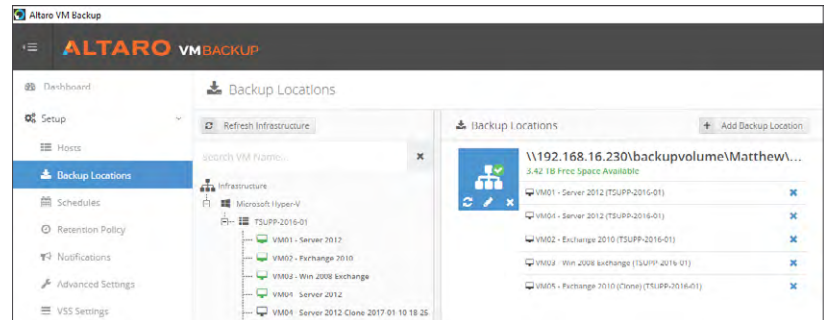 Altaro VM Backup
ALTARO VMBACKUP
Dashboard
Setup
Hosts
Backup Locations
Schedules
Retention Policy
Notifications
Advanced Settings
VSS Settings
Backup Locations
Refresh Infrastructure
search VM Name...
Infrastructure
Microsoft Hyper-V
TSUPP-2016-01
VM01 - Server 2012
VM02 - Exchange 2010
VM03 - Win 2008 Exchange
VM04 - Server 2012
VM04 - Server 2012 Clone 2017 01 10 18 26
Backup Locations
+ Add Backup Location
\\192.168.16.230\backupvolume\Matthew\...
3.42 TB Free Space Available
VM01 - Server 2012 (TSUPP-2016-01)
VM04 - Server 2012 (TSUPP-2016-01)
VM02 - Exchange 2010 (TSUPP-2016-01)
VM03 - Win 2008 Exchange (TSUPP-2016-01)
VM05 - Exchange 2010 (Clone) (TSUPP-2016-01)